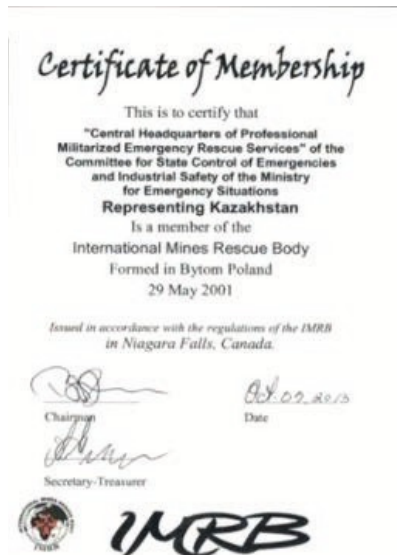 Certificate of Membership
This is to certify that
"Central Headquarters of Professional
Militarized Emergency Rescue Services" of the
Committee for State Control of Emergencies
and Industrial Safety of the Ministry
for Emergency Situations
Representing Kazakhstan
Is a member of the
International Mines Rescue Body
Formed in Bytom Poland
29 May 2001
Issued in accordance with the regulations of the IMRB
in Niagara Falls, Canada.
Chairman
Date
Secretary-Treasurer
IMRB
IMRB